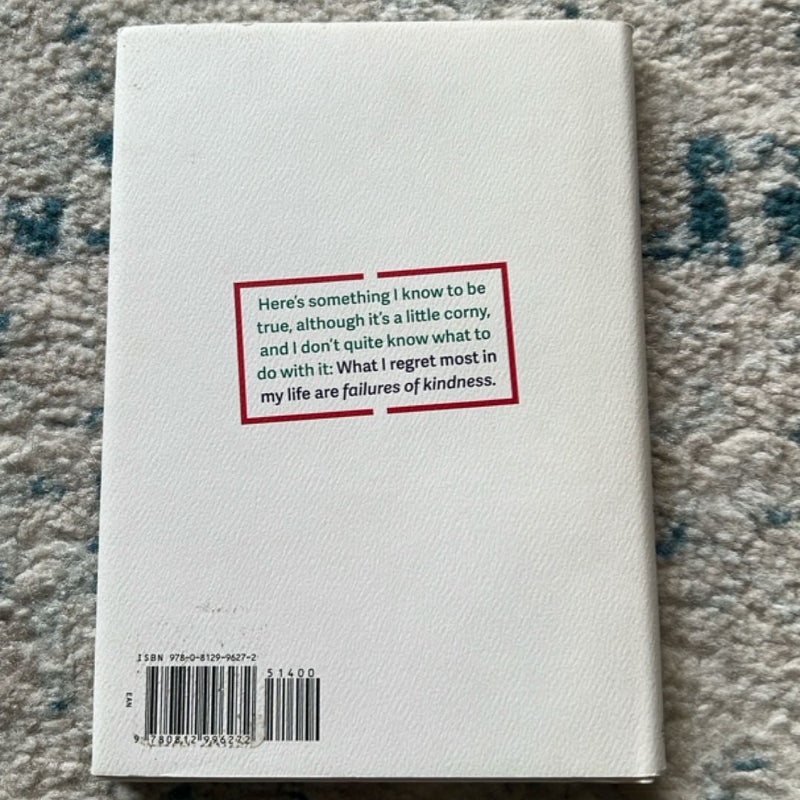 Here's something I know to be
true, although it's a little corny,
and I don't quite know what to
do with it: What I regret most in
my life are failures of kindness.
ISBN 978-0-8129-9627-2
51400
EAN
9 780812 996272